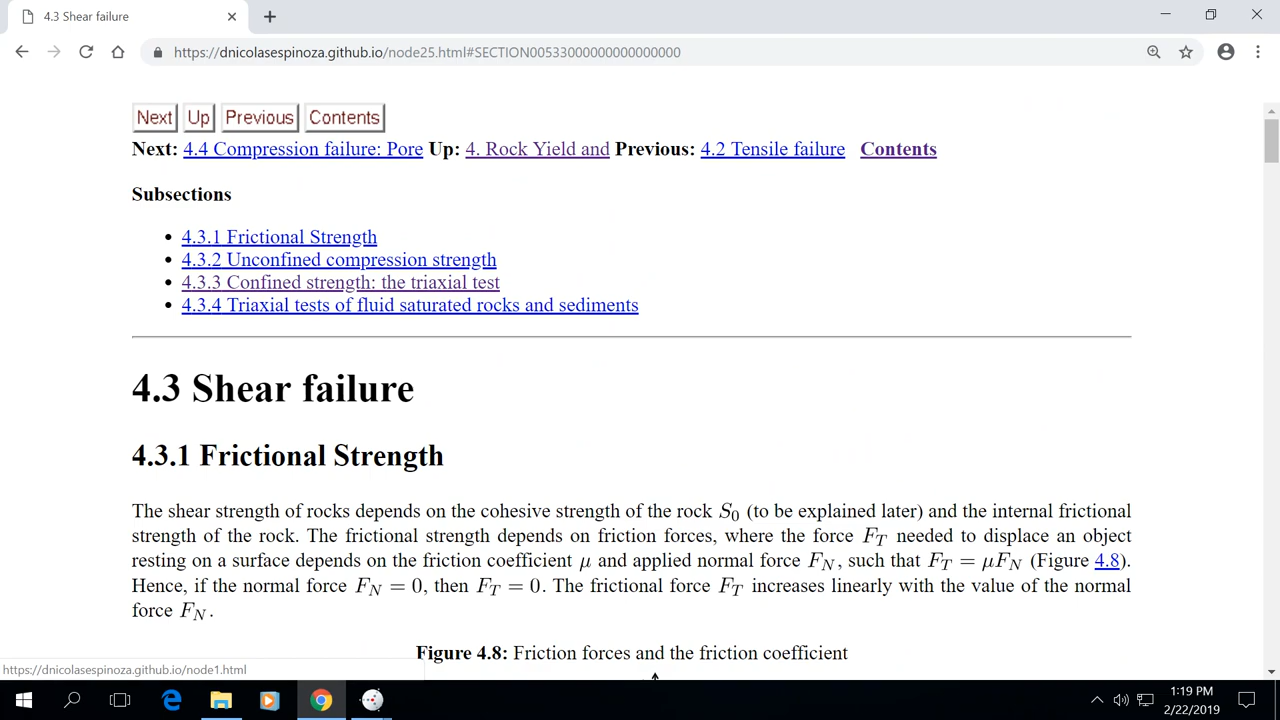 4.3 Shear failure
https://dnicolasespinoza.github.io/node25.html#SECTION00533000000000000000
Next Up Previous Contents
Next: 4.4 Compression failure: Pore Up: 4. Rock Yield and Previous: 4.2 Tensile failure Contents
Subsections
• 4.3.1 Frictional Strength
• 4.3.2 Unconfined compression strength
• 4.3.3 Confined strength: the triaxial test
• 4.3.4 Triaxial tests of fluid saturated rocks and sediments
4.3 Shear failure
4.3.1 Frictional Strength
The shear strength of rocks depends on the cohesive strength of the rock S₀ (to be explained later) and the internal frictional
strength of the rock. The frictional strength depends on friction forces, where the force F_T needed to displace an object
resting on a surface depends on the friction coefficient μ and applied normal force F_N, such that F_T = μF_N (Figure 4.8).
Hence, if the normal force F_N = 0, then F_T = 0. The frictional force F_T increases linearly with the value of the normal
force F_N.
Figure 4.8: Friction forces and the friction coefficient
https://dnicolasespinoza.github.io/node1.html
1:19 PM
2/22/2019